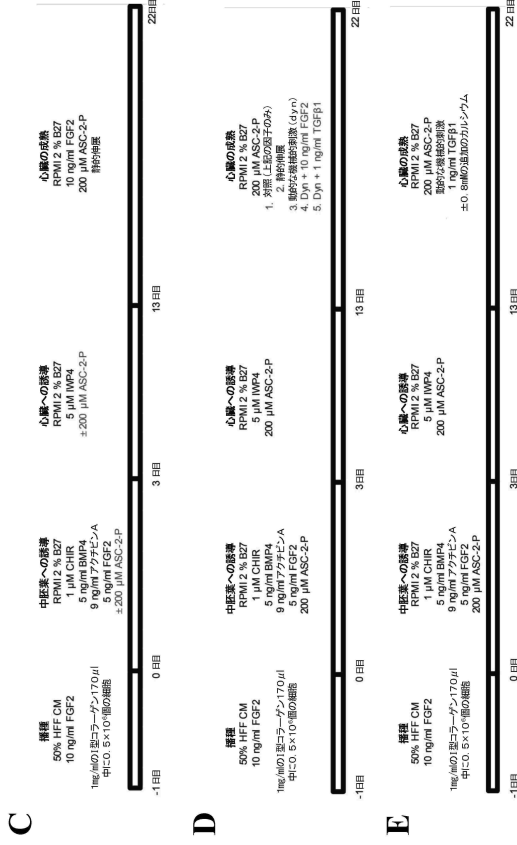 C
播種
50% HFF CM
10 ng/ml FGF2
1mg/mlのI型コラーゲン170μl
中に0. 5×10⁶個の細胞
中胚葉への誘導
RPMI 2 % B27
1 μM CHIR
5 ng/ml BMP4
9 ng/ml アクチビンA
5 ng/ml FGF2
±200 μM ASC-2-P
心臓への誘導
RPMI 2 % B27
5 μM IWP4
±200 μM ASC-2-P
心臓の成熟
RPMI 2 % B27
10 ng/ml FGF2
200 μM ASC-2-P
静的伸展
-1日目
0 日目
3 日目
13 日目
22日目
D
播種
50% HFF CM
10 ng/ml FGF2
1mg/mlのI型コラーゲン170μl
中に0. 5×10⁶個の細胞
中胚葉への誘導
RPMI 2 % B27
1 μM CHIR
5 ng/ml BMP4
9 ng/ml アクチビンA
5 ng/ml FGF2
200 μM ASC-2-P
心臓への誘導
RPMI 2 % B27
5 μM IWP4
200 μM ASC-2-P
心臓の成熟
RPMI 2 % B27
200 μM ASC-2-P
1. 対照(上記の因子のみ)
2. 静的伸展
3. 動的な機械的刺激(dyn)
4. Dyn + 10 ng/ml FGF2
5. Dyn + 1 ng/ml TGFβ1
-1日目
0 日目
3日目
13日目
22 日目
E
播種
50% HFF CM
10 ng/ml FGF2
1mg/mlのI型コラーゲン170μl
中に0. 5×10⁶個の細胞
中胚葉への誘導
RPMI 2 % B27
1 μM CHIR
5 ng/ml BMP4
9 ng/ml アクチビンA
5 ng/ml FGF2
200 μM ASC-2-P
心臓への誘導
RPMI 2 % B27
5 μM IWP4
200 μM ASC-2-P
心臓の成熟
RPMI 2 % B27
200 μM ASC-2-P
動的な機械的刺激
1 ng/ml TGFβ1
±0. 8mMの追加のカルシウム
-1日目
0 日目
3日目
13日目
22 日目